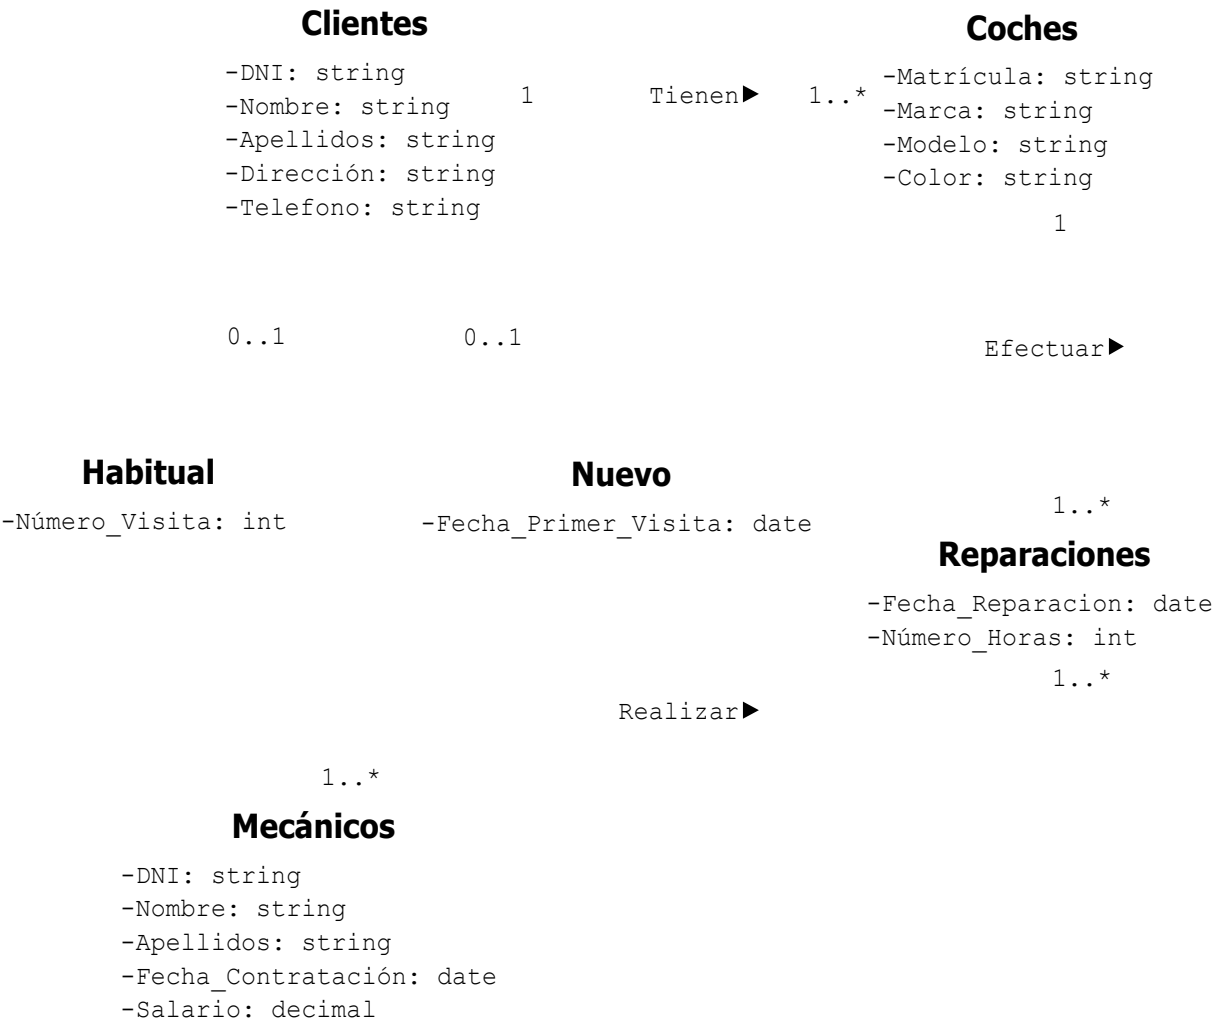 Clientes
-DNI: string
-Nombre: string
-Apellidos: string
-Dirección: string
-Telefono: string
1
Tienen►
1..*
Coches
-Matrícula: string
-Marca: string
-Modelo: string
-Color: string
1
0..1
0..1
Efectuar►
Habitual
-Número_Visita: int
Nuevo
-Fecha_Primer_Visita: date
1..*
Reparaciones
-Fecha_Reparacion: date
-Número_Horas: int
1..*
Realizar►
1..*
Mecánicos
-DNI: string
-Nombre: string
-Apellidos: string
-Fecha_Contratación: date
-Salario: decimal